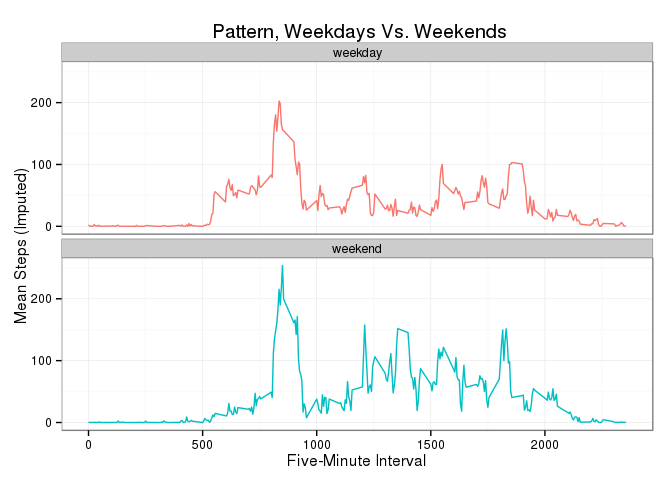 Pattern, Weekdays Vs. Weekends
weekday
200
100
0
weekend
200
100
0
Mean Steps (Imputed)
0 500 1000 1500 2000
Five-Minute Interval